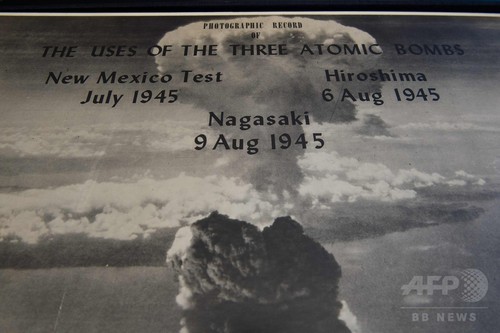 PHOTOGRAPHIC RECORD
OF
THE USES OF THE THREE ATOMIC BOMBS
New Mexico Test
July 1945
Hiroshima
6 Aug 1945
Nagasaki
9 Aug 1945
AFP
BB NEWS